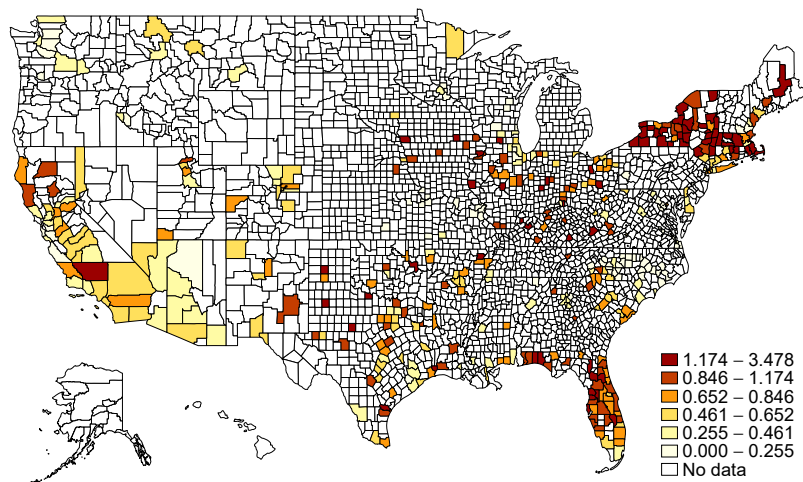 1.174 – 3.478
0.846 – 1.174
0.652 – 0.846
0.461 – 0.652
0.255 – 0.461
0.000 – 0.255
No data